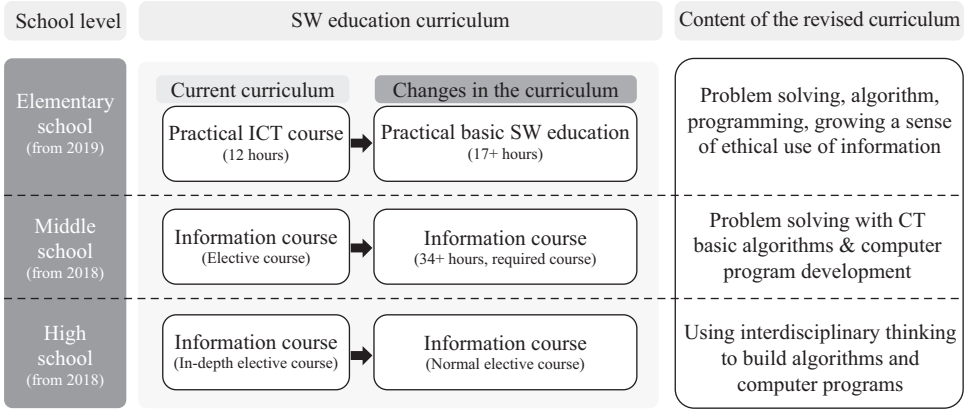 School level
SW education curriculum
Content of the revised curriculum
Elementary
school
(from 2019)
Current curriculum
Changes in the curriculum
Practical ICT course
(12 hours)
Practical basic SW education
(17+ hours)
Problem solving, algorithm,
programming, growing a sense
of ethical use of information
Middle
school
(from 2018)
Information course
(Elective course)
Information course
(34+ hours, required course)
Problem solving with CT
basic algorithms & computer
program development
High
school
(from 2018)
Information course
(In-depth elective course)
Information course
(Normal elective course)
Using interdisciplinary thinking
to build algorithms and
computer programs